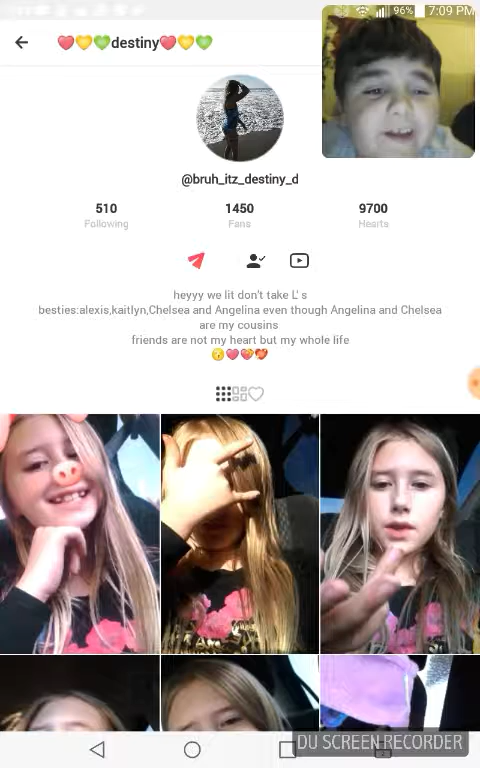 96% 7:09 PM
❤️💛💚destiny❤️💛💚
@bruh_itz_destiny_d
510 1450 9700
Following Fans Hearts
heyyy we lit don't take L' s
besties:alexis,kaitlyn,Chelsea and Angelina even though Angelina and Chelsea
are my cousins
friends are not my heart but my whole life
DU SCREEN RECORDER